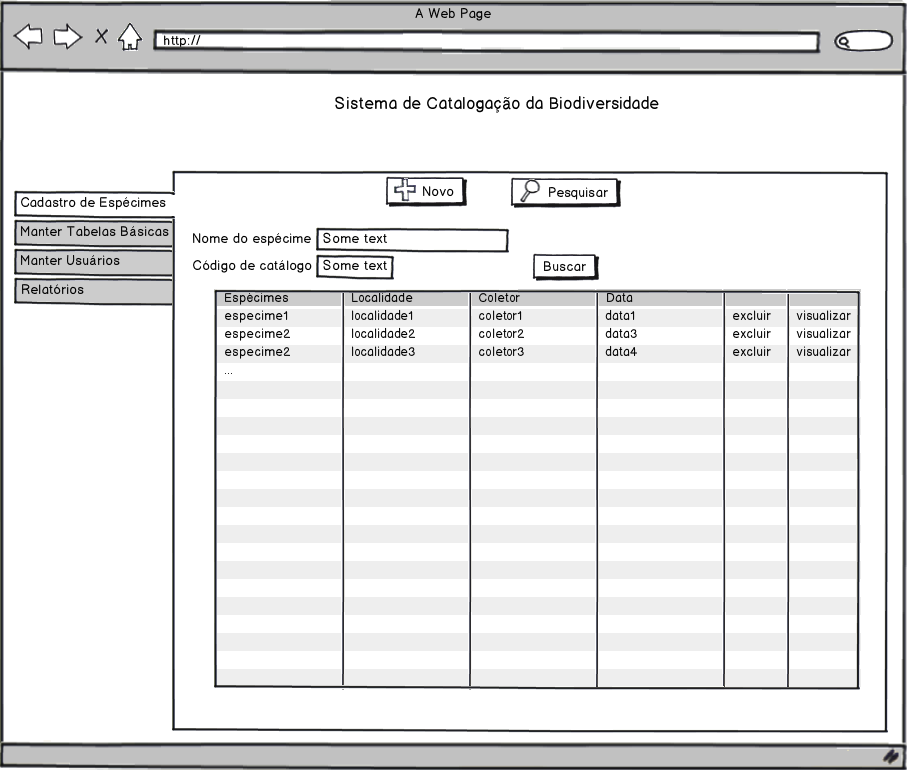 A Web Page
http://
Sistema de Catalogação da Biodiversidade
Cadastro de Espécimes
Manter Tabelas Básicas
Manter Usuários
Relatórios
Novo Pesquisar
Nome do espécime Some text
Código de catálogo Some text Buscar
Espécimes Localidade Coletor Data
especime1 localidade1 coletor1 data1 excluir visualizar
especime2 localidade2 coletor2 data3 excluir visualizar
especime2 localidade3 coletor3 data4 excluir visualizar
...